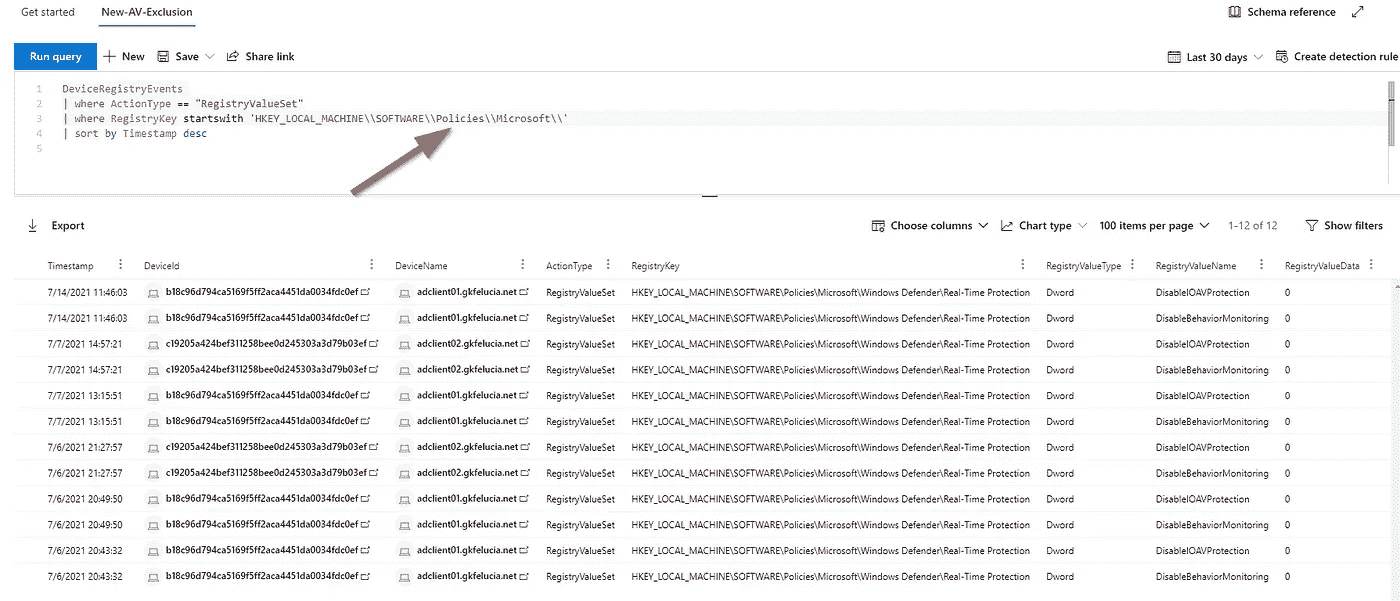 Get started New-AV-Exclusion Schema reference
Run query New Save Share link Last 30 days Create detection rule
1 DeviceRegistryEvents
2 | where ActionType == "RegistryValueSet"
3 | where RegistryKey startswith 'HKEY_LOCAL_MACHINE\\SOFTWARE\\Policies\\Microsoft\\'
4 | sort by Timestamp desc
5
Export Choose columns Chart type 100 items per page 1-12 of 12 Show filters
Timestamp DeviceId DeviceName ActionType RegistryKey RegistryValueType RegistryValueName RegistryValueData
7/14/2021 11:46:03 b18c96d794ca5169f5ff2aca4451da0034fdc0ef adclient01.gkfelucia.net RegistryValueSet HKEY_LOCAL_MACHINE\SOFTWARE\Policies\Microsoft\Windows Defender\Real-Time Protection Dword DisableIOAVProtection 0
7/14/2021 11:46:03 b18c96d794ca5169f5ff2aca4451da0034fdc0ef adclient01.gkfelucia.net RegistryValueSet HKEY_LOCAL_MACHINE\SOFTWARE\Policies\Microsoft\Windows Defender\Real-Time Protection Dword DisableBehaviorMonitoring 0
7/7/2021 14:57:21 c19205a424bef311258bee0d245303a3d79b03ef adclient02.gkfelucia.net RegistryValueSet HKEY_LOCAL_MACHINE\SOFTWARE\Policies\Microsoft\Windows Defender\Real-Time Protection Dword DisableIOAVProtection 0
7/7/2021 14:57:21 c19205a424bef311258bee0d245303a3d79b03ef adclient02.gkfelucia.net RegistryValueSet HKEY_LOCAL_MACHINE\SOFTWARE\Policies\Microsoft\Windows Defender\Real-Time Protection Dword DisableBehaviorMonitoring 0
7/7/2021 13:15:51 b18c96d794ca5169f5ff2aca4451da0034fdc0ef adclient01.gkfelucia.net RegistryValueSet HKEY_LOCAL_MACHINE\SOFTWARE\Policies\Microsoft\Windows Defender\Real-Time Protection Dword DisableIOAVProtection 0
7/7/2021 13:15:51 b18c96d794ca5169f5ff2aca4451da0034fdc0ef adclient01.gkfelucia.net RegistryValueSet HKEY_LOCAL_MACHINE\SOFTWARE\Policies\Microsoft\Windows Defender\Real-Time Protection Dword DisableBehaviorMonitoring 0
7/6/2021 21:27:57 c19205a424bef311258bee0d245303a3d79b03ef adclient02.gkfelucia.net RegistryValueSet HKEY_LOCAL_MACHINE\SOFTWARE\Policies\Microsoft\Windows Defender\Real-Time Protection Dword DisableIOAVProtection 0
7/6/2021 21:27:57 c19205a424bef311258bee0d245303a3d79b03ef adclient02.gkfelucia.net RegistryValueSet HKEY_LOCAL_MACHINE\SOFTWARE\Policies\Microsoft\Windows Defender\Real-Time Protection Dword DisableBehaviorMonitoring 0
7/6/2021 20:49:50 b18c96d794ca5169f5ff2aca4451da0034fdc0ef adclient01.gkfelucia.net RegistryValueSet HKEY_LOCAL_MACHINE\SOFTWARE\Policies\Microsoft\Windows Defender\Real-Time Protection Dword DisableIOAVProtection 0
7/6/2021 20:49:50 b18c96d794ca5169f5ff2aca4451da0034fdc0ef adclient01.gkfelucia.net RegistryValueSet HKEY_LOCAL_MACHINE\SOFTWARE\Policies\Microsoft\Windows Defender\Real-Time Protection Dword DisableBehaviorMonitoring 0
7/6/2021 20:43:32 b18c96d794ca5169f5ff2aca4451da0034fdc0ef adclient01.gkfelucia.net RegistryValueSet HKEY_LOCAL_MACHINE\SOFTWARE\Policies\Microsoft\Windows Defender\Real-Time Protection Dword DisableIOAVProtection 0
7/6/2021 20:43:32 b18c96d794ca5169f5ff2aca4451da0034fdc0ef adclient01.gkfelucia.net RegistryValueSet HKEY_LOCAL_MACHINE\SOFTWARE\Policies\Microsoft\Windows Defender\Real-Time Protection Dword DisableBehaviorMonitoring 0